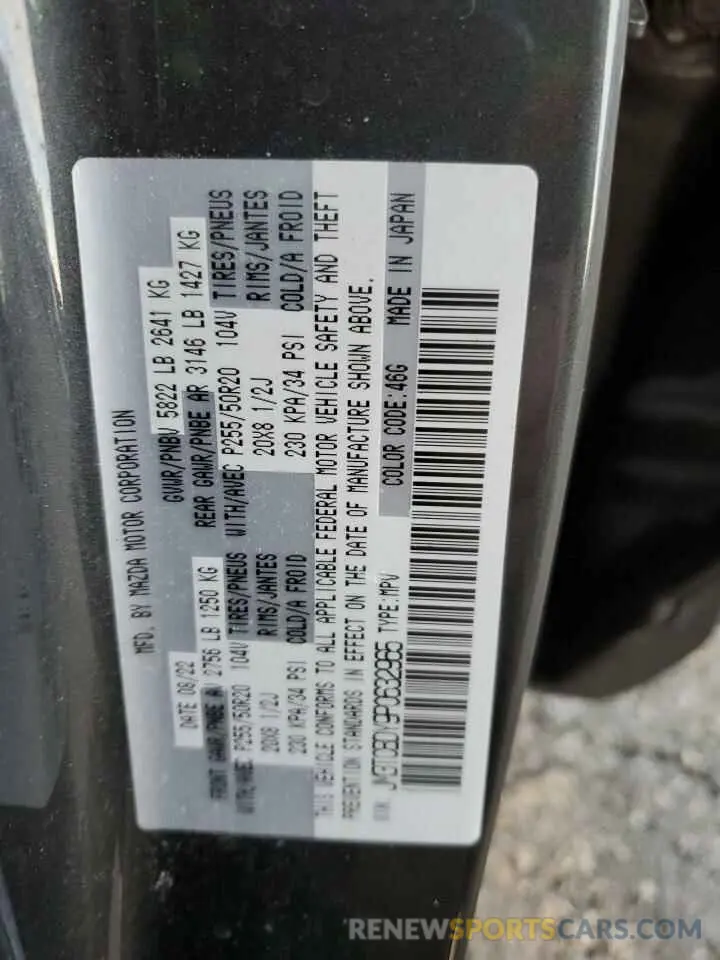 MFD. BY MAZDA MOTOR CORPORATION
DATE 08/22 GVWR/PNBV 5822 LB 2641 KG
FRONT GAWR/PNBE A 2756 LB 1250 KG REAR GAWR/PNBE AR 3146 LB 1427 KG
WITH/AVEC P255/50R20 104V TIRES/PNEUS WITH/AVEC P255/50R20 104V TIRES/PNEUS
20X8 1/2J RIMS/JANTES 20X8 1/2J RIMS/JANTES
230 KPA/34 PSI COLD/A FROID 230 KPA/34 PSI COLD/A FROID
THIS VEHICLE CONFORMS TO ALL APPLICABLE FEDERAL MOTOR VEHICLE SAFETY AND THEFT
PREVENTION STANDARDS IN EFFECT ON THE DATE OF MANUFACTURE SHOWN ABOVE.
JM3TCBDY9P0632965 TYPE:MPV COLOR CODE:46G MADE IN JAPAN
RENEWSPORTSCARS.COM